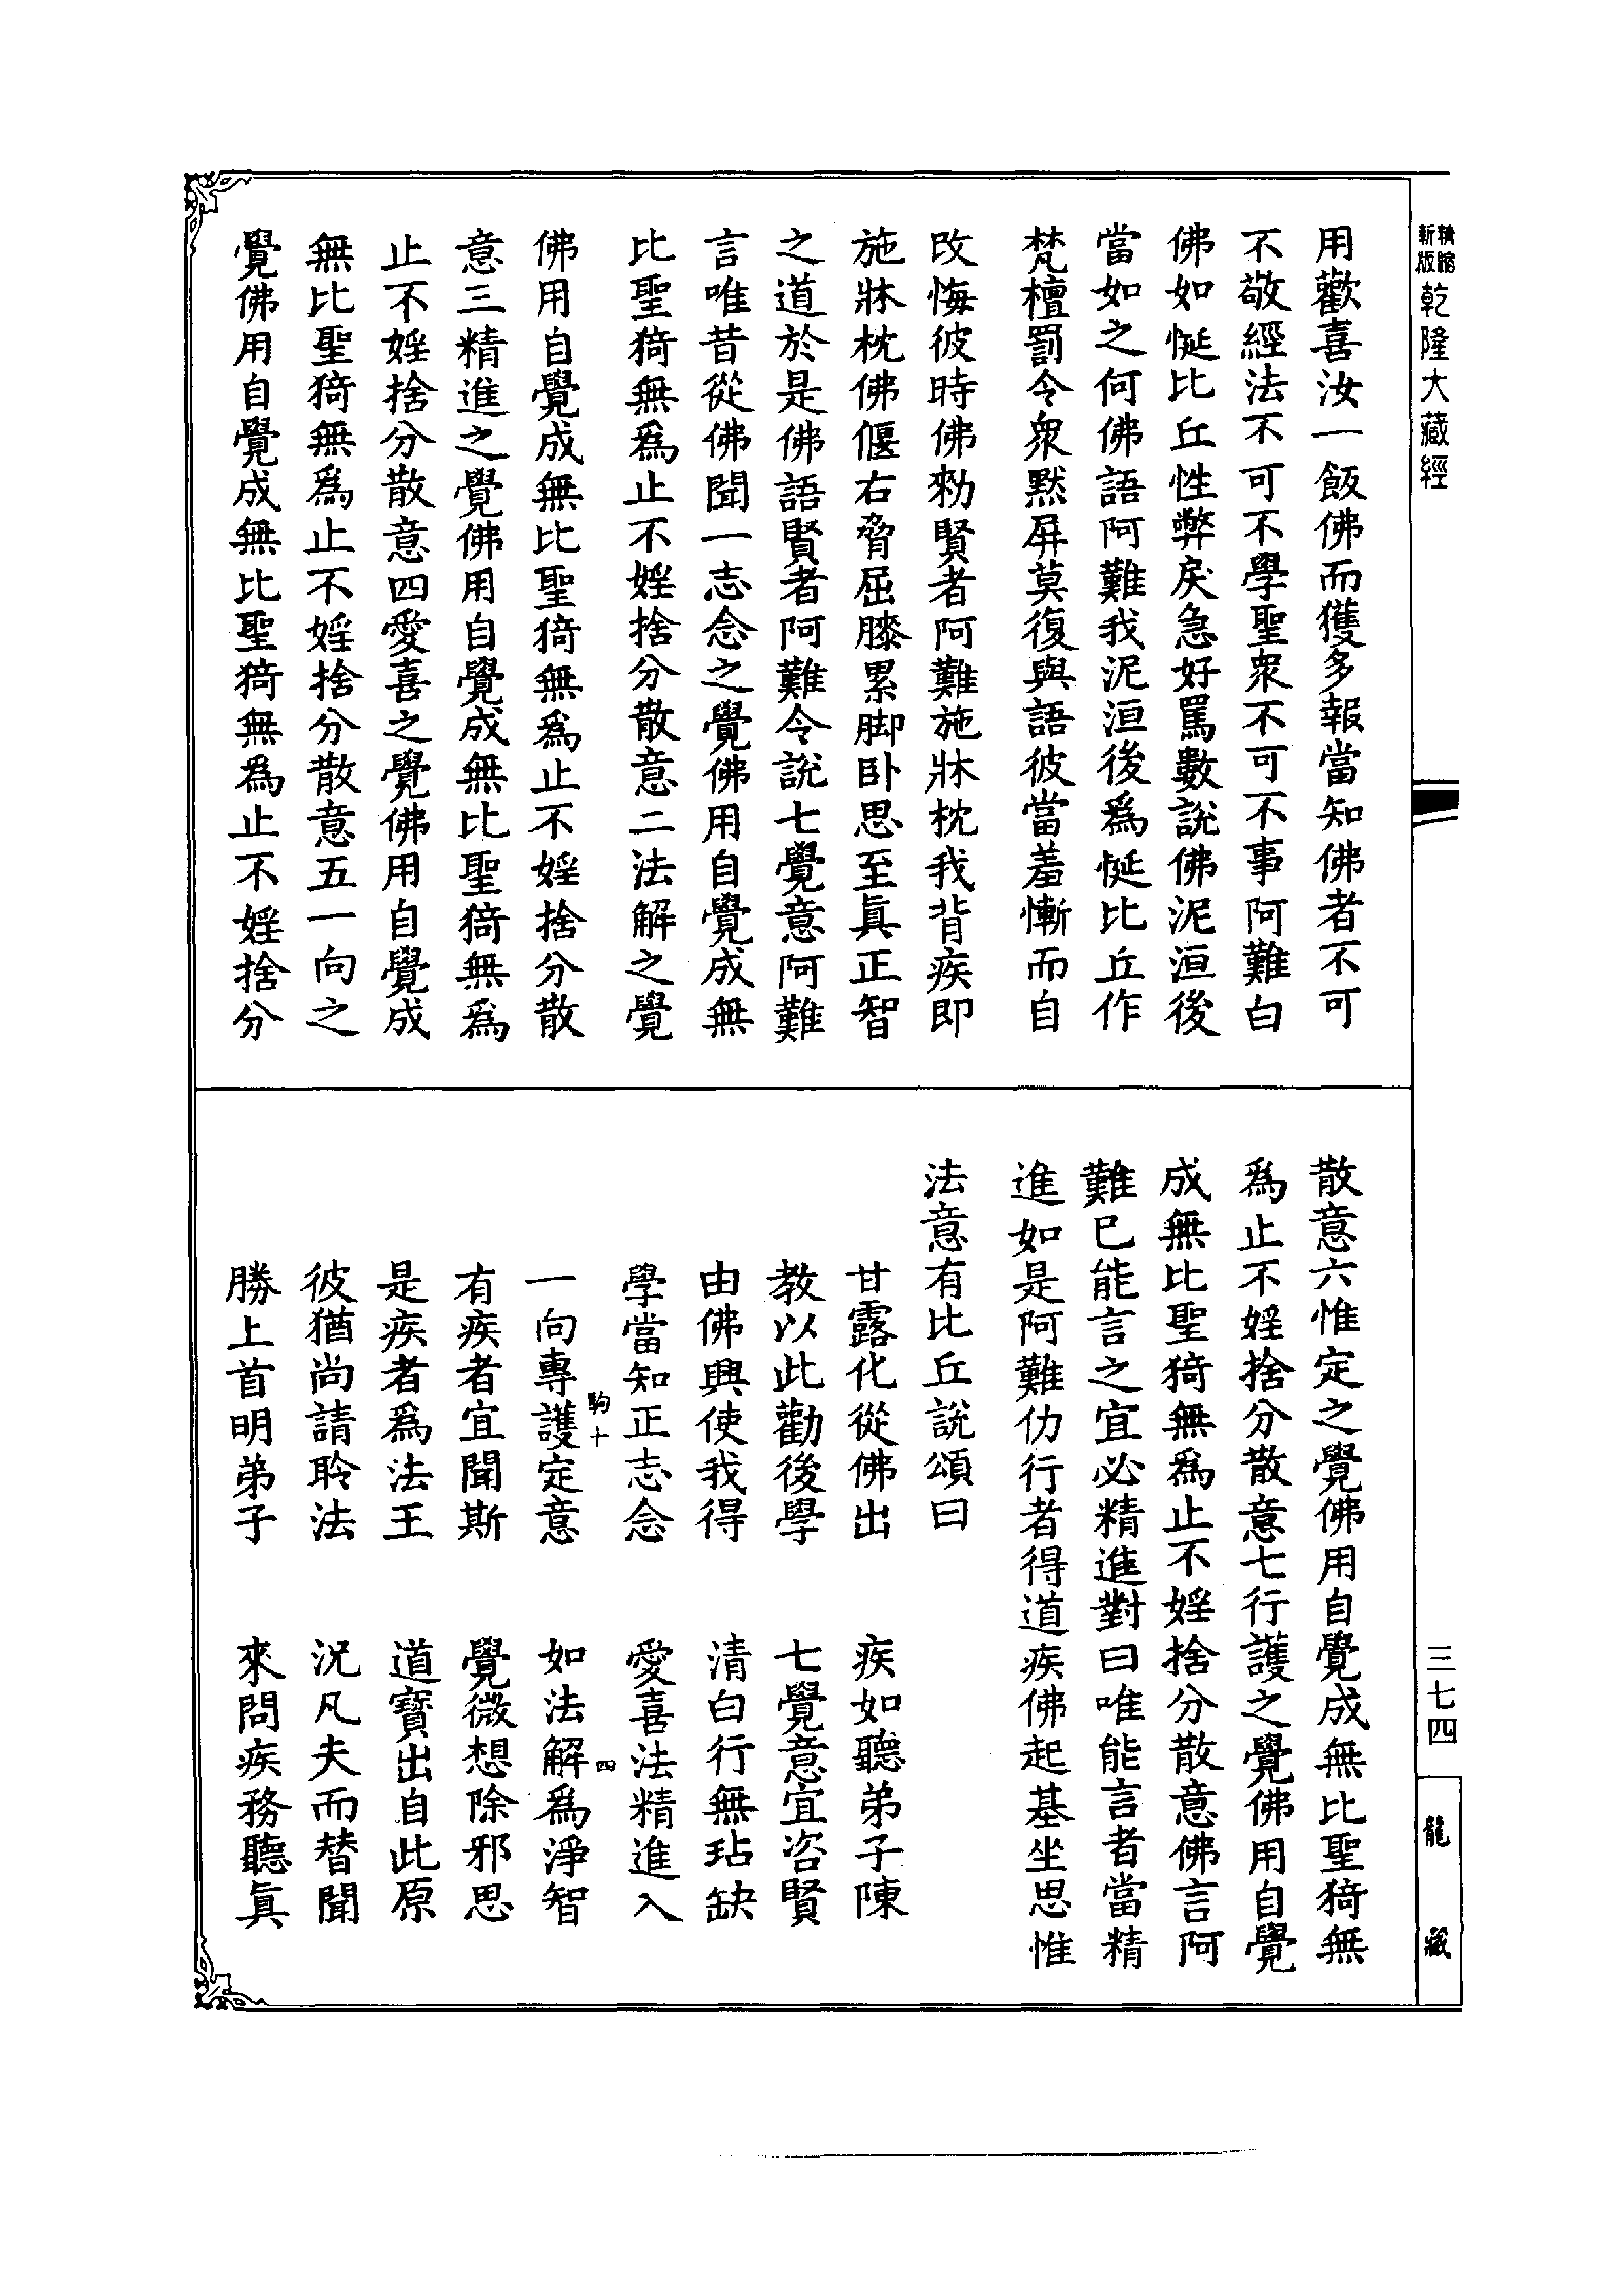 精縮
新版
乾隆大藏經
用歡喜汝一飯佛而獲多報當知佛者不可
不敬經法不可不學聖衆不可不事阿難白
佛如㖂比丘性弊戾急好罵數說佛泥洹後
當如之何佛語阿難我泥洹後爲㖂比丘作
梵檀罰令衆默屏莫復與語彼當羞慚而自
改悔彼時佛勑賢者阿難施牀枕我背疾即
施牀枕佛偃右脅屈膝累脚卧思至眞正智
之道於是佛語賢者阿難令說七覺意阿難
言唯昔從佛聞一志念之覺佛用自覺成無
比聖猗無爲止不婬捨分散意二法解之覺
佛用自覺成無比聖猗無爲止不婬捨分散
意三精進之覺佛用自覺成無比聖猗無爲
止不婬捨分散意四愛喜之覺佛用自覺成
無比聖猗無爲止不婬捨分散意五一向之
覺佛用自覺成無比聖猗無爲止不婬捨分
散意六惟定之覺佛用自覺成無比聖猗無
爲止不婬捨分散意七行護之覺佛用自覺
成無比聖猗無爲止不婬捨分散意佛言阿
難巳能言之宜必精進對曰唯能言者當精
進如是阿難仂行者得道疾佛起基坐思惟
法意有比丘說頌曰
甘露化從佛出　疾如聽弟子陳
教以此勸後學　七覺意宜咨賢
由佛興使我得　清白行無玷缺
學當知正志念　愛喜法精進入
駒十　四
一向專護定意　如法解爲淨智
有疾者宜聞斯　覺微想除邪思
是疾者爲法王　道寶出自此原
彼猶尚請聆法　況凡夫而替聞
勝上首明弟子　來問疾務聽眞
三七四
龍藏